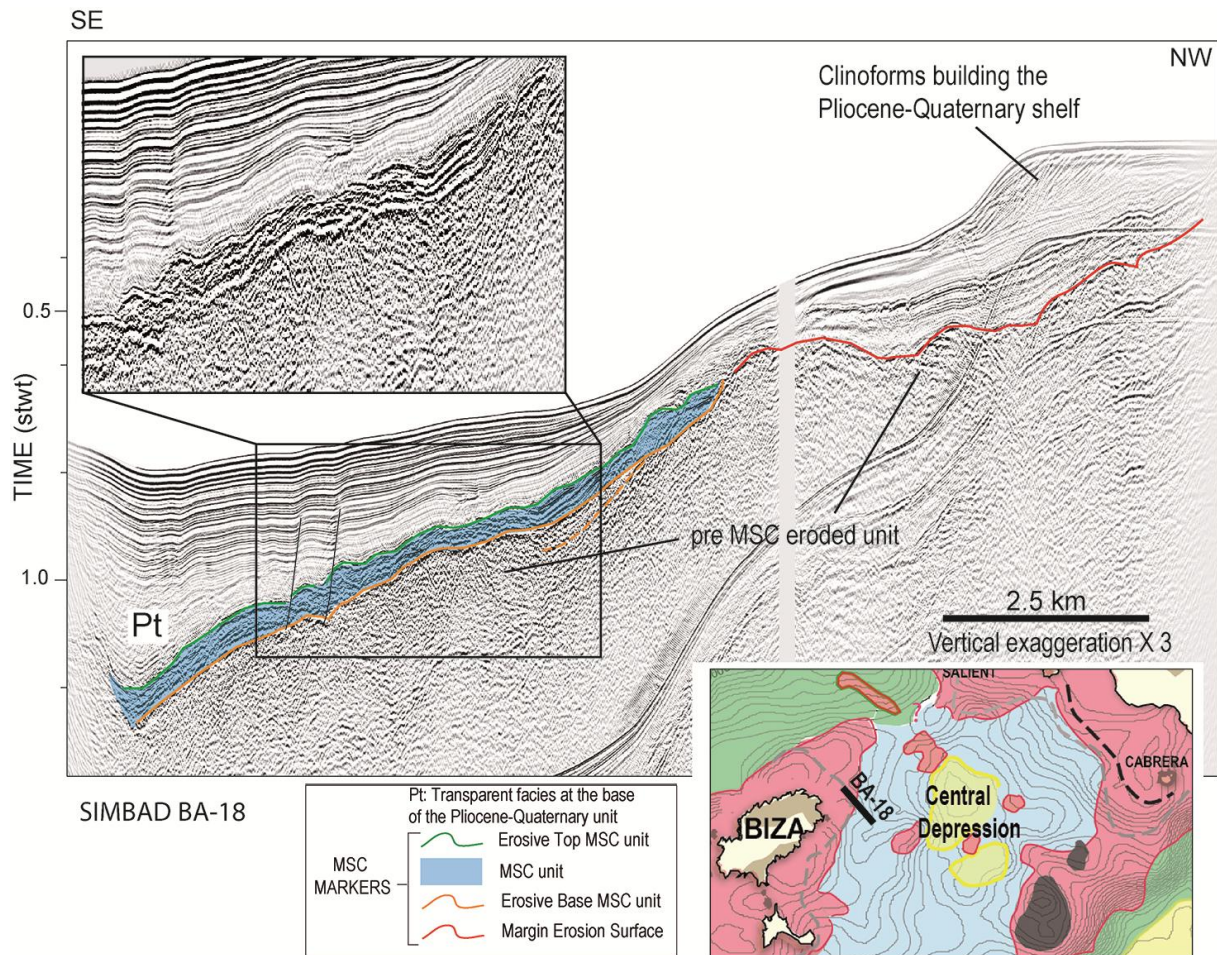 SE
NW
Clinoforms building the
Pliocene-Quaternary shelf
TIME (stwt)
0.5
1.0
pre MSC eroded unit
Pt
2.5 km
Vertical exaggeration X 3
SIMBAD BA-18
Pt: Transparent facies at the base
of the Pliocene-Quaternary unit
MSC
MARKERS
Erosive Top MSC unit
MSC unit
Erosive Base MSC unit
Margin Erosion Surface
SALIENT
CABRERA
BA-18
Central
Depression
BIZA